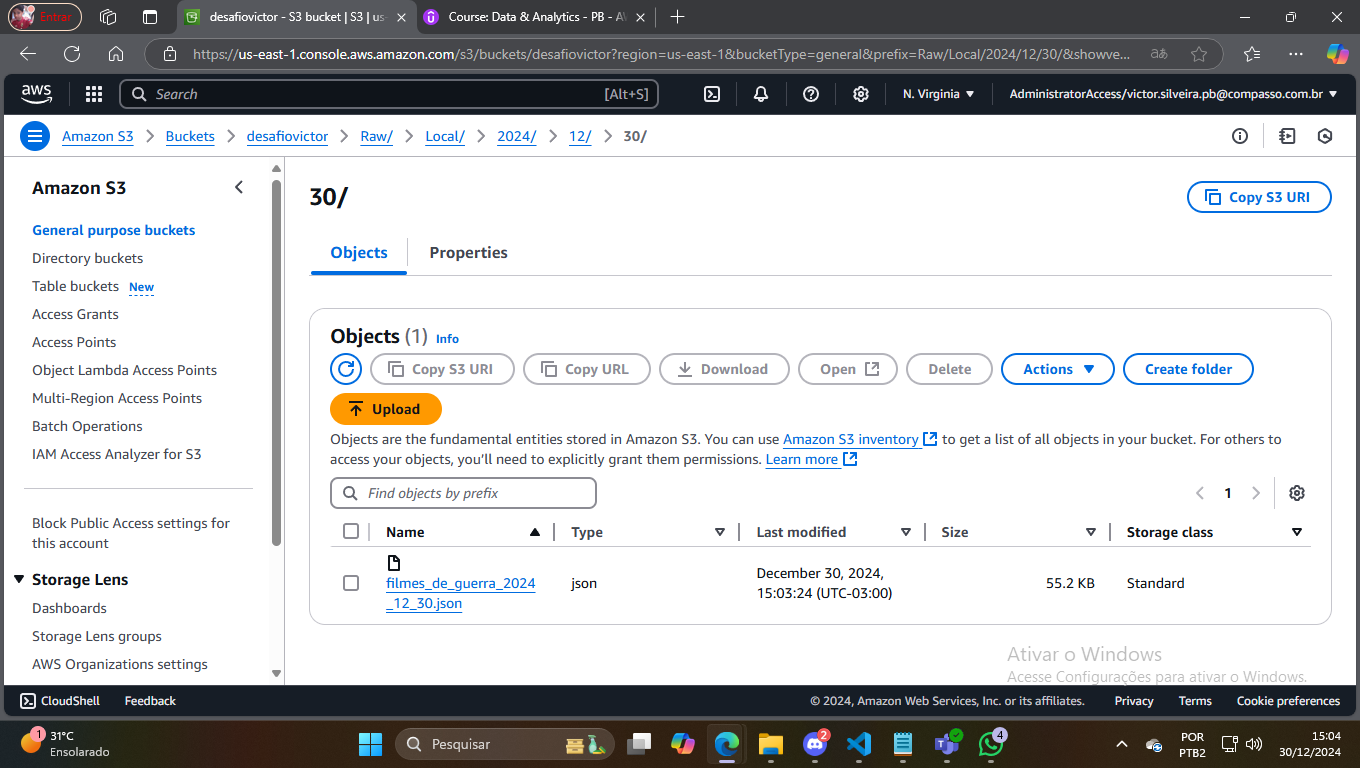 Entrar
desafiovictor - S3 bucket | S3 | us-
Course: Data & Analytics - PB - AW
https://us-east-1.console.aws.amazon.com/s3/buckets/desafiovictor?region=us-east-1&bucketType=general&prefix=Raw/Local/2024/12/30/&showve...
aws
Search
[Alt+S]
N. Virginia
AdministratorAccess/victor.silveira.pb@compasso.com.br
Amazon S3
Buckets
desafiovictor
Raw/
Local/
2024/
12/
30/
Amazon S3
General purpose buckets
Directory buckets
Table buckets New
Access Grants
Access Points
Object Lambda Access Points
Multi-Region Access Points
Batch Operations
IAM Access Analyzer for S3
Block Public Access settings for
this account
Storage Lens
Dashboards
Storage Lens groups
AWS Organizations settings
30/
Copy S3 URI
Objects
Properties
Objects (1) Info
Copy S3 URI
Copy URL
Download
Open
Delete
Actions
Create folder
Upload
Objects are the fundamental entities stored in Amazon S3. You can use Amazon S3 inventory to get a list of all objects in your bucket. For others to
access your objects, you’ll need to explicitly grant them permissions. Learn more
Find objects by prefix
1
Name
Type
Last modified
Size
Storage class
filmes_de_guerra_2024
_12_30.json
json
December 30, 2024,
15:03:24 (UTC-03:00)
55.2 KB
Standard
Ativar o Windows
Acesse Configurações para ativar o Windows.
CloudShell
Feedback
© 2024, Amazon Web Services, Inc. or its affiliates.
Privacy
Terms
Cookie preferences
1
31°C
Ensolarado
Pesquisar
2
4
POR
PTB2
15:04
30/12/2024